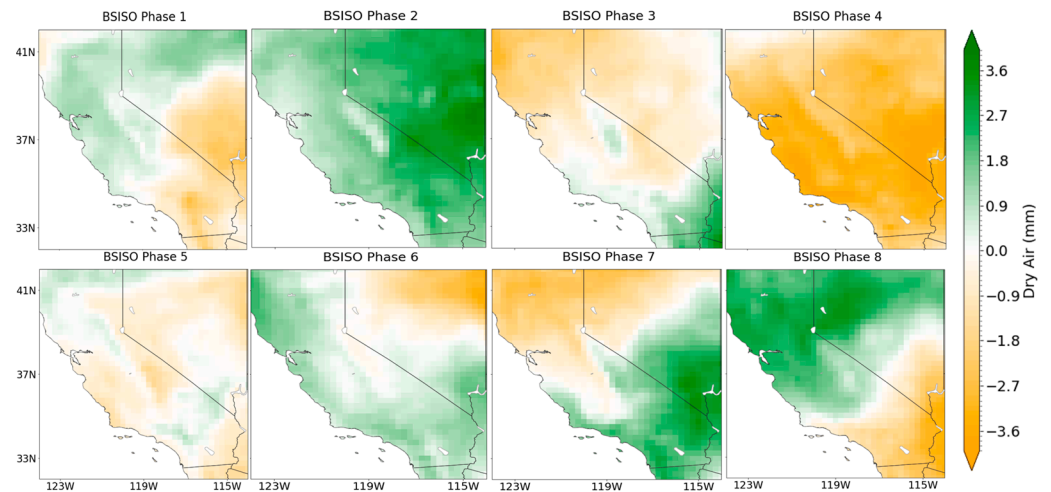 BSISO Phase 1
BSISO Phase 2
BSISO Phase 3
BSISO Phase 4
41N
37N
33N
BSISO Phase 5
BSISO Phase 6
BSISO Phase 7
BSISO Phase 8
41N
37N
33N
123W 119W 115W
123W 119W 115W
123W 119W 115W
123W 119W 115W
3.6
2.7
1.8
0.9
0.0
−0.9
−1.8
−2.7
−3.6
Dry Air (mm)